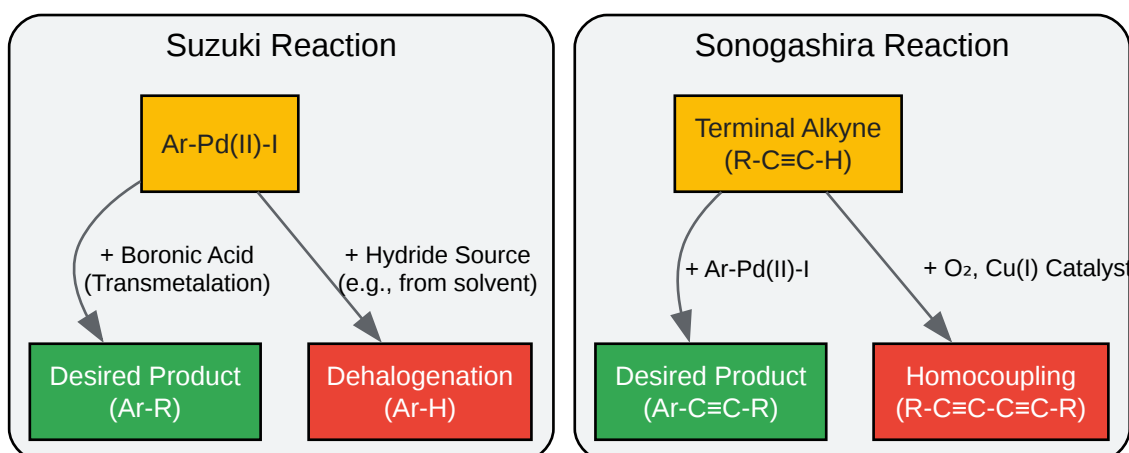 Suzuki Reaction
Ar-Pd(II)-I
+ Boronic Acid
(Transmetalation)
+ Hydride Source
(e.g., from solvent)
Desired Product
(Ar-R)
Dehalogenation
(Ar-H)
Sonogashira Reaction
Terminal Alkyne
(R-C≡C-H)
+ Ar-Pd(II)-I
+ O₂, Cu(I) Catalyst
Desired Product
(Ar-C≡C-R)
Homocoupling
(R-C≡C-C≡C-R)